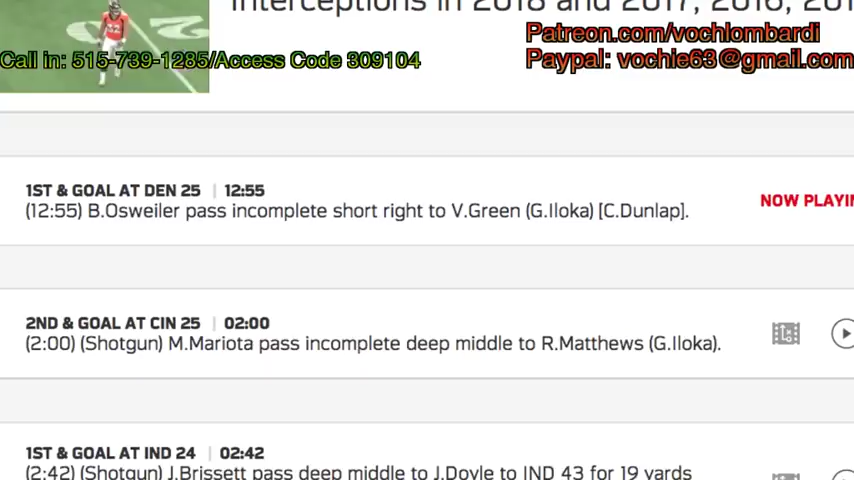 Interceptions in 2018 and 2017, 2016, 201
Patreon.com/vochlombardi
Call in: 515-739-1285/Access Code 309104
Paypal: vochie63@gmail.com
1ST & GOAL AT DEN 25 | 12:55
(12:55) B.Osweiler pass incomplete short right to V.Green (G.Iloka) [C.Dunlap].
NOW PLAYIN
2ND & GOAL AT CIN 25 | 02:00
(2:00) (Shotgun) M.Mariota pass incomplete deep middle to R.Matthews (G.Iloka).
1ST & GOAL AT IND 24 | 02:42
(2:42) (Shotgun) J.Brissett pass deep middle to J.Doyle to IND 43 for 19 yards